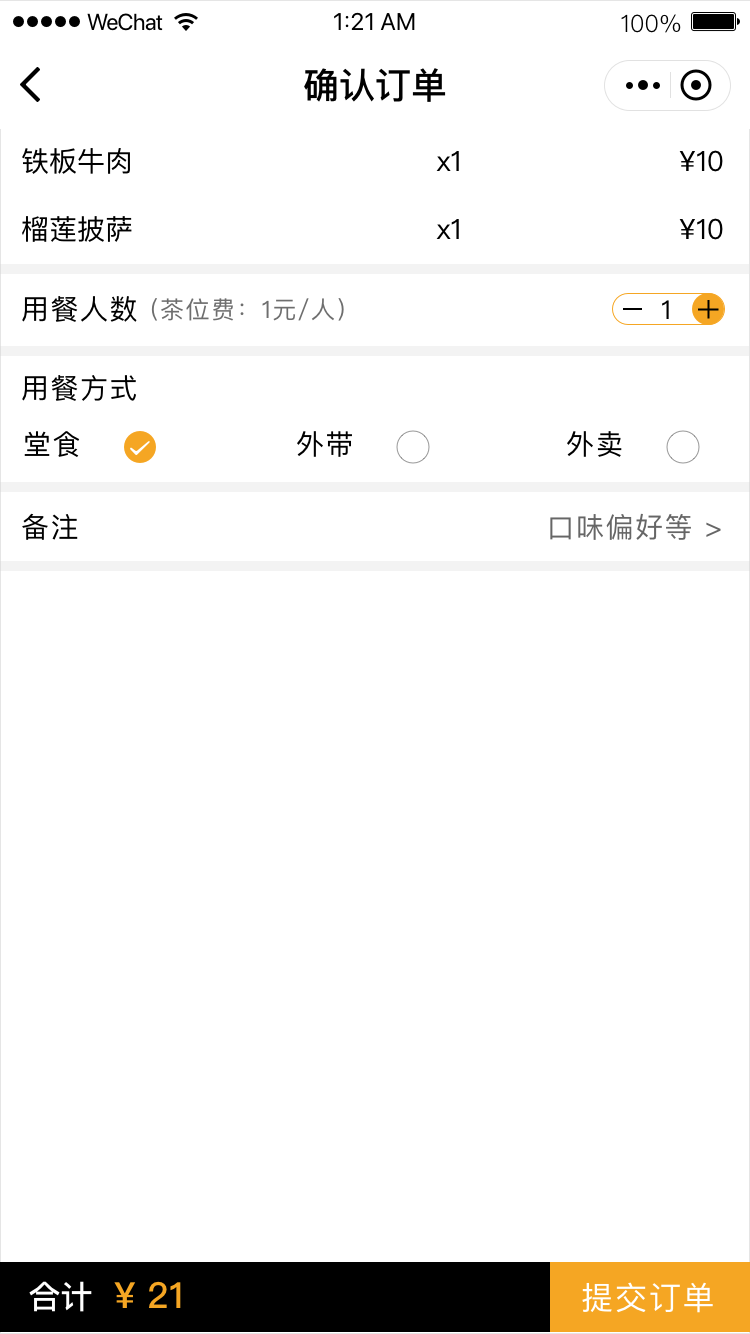 WeChat 1:21 AM 100%
确认订单
铁板牛肉 x1 ¥10
榴莲披萨 x1 ¥10
用餐人数（茶位费：1元/人） 1
用餐方式
堂食 外带 外卖
备注 口味偏好等 >
合计 ¥ 21 提交订单